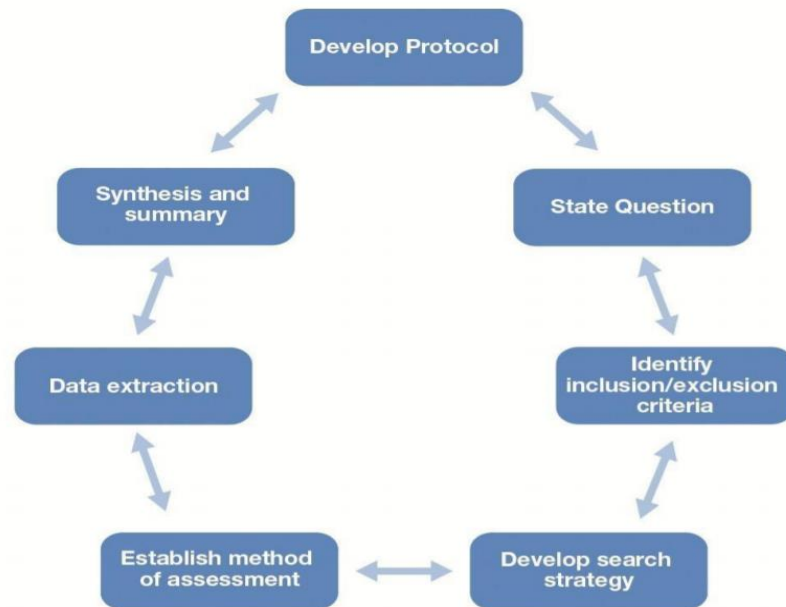 Develop Protocol
State Question
Identify
inclusion/exclusion
criteria
Develop search
strategy
Establish method
of assessment
Data extraction
Synthesis and
summary